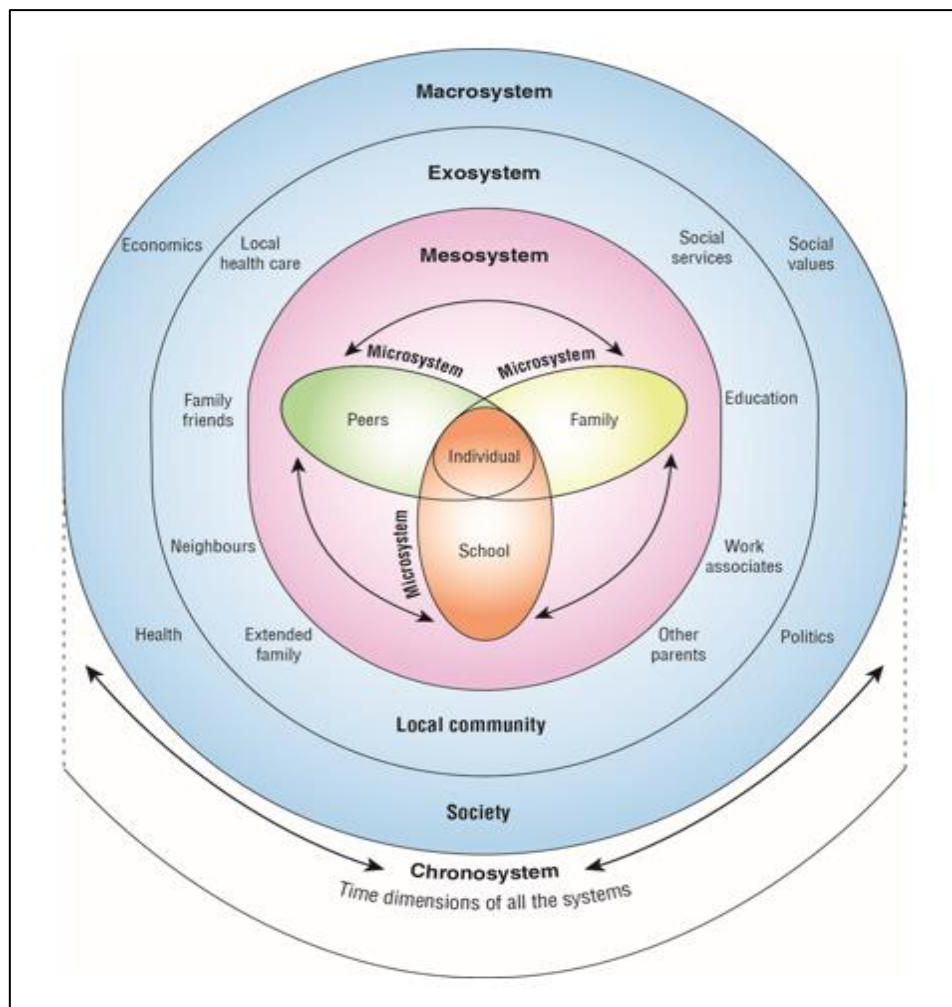 Macrosystem
Exosystem
Economics
Local
health care
Social
services
Social
values
Mesosystem
Microsystem
Microsystem
Family
friends
Peers
Family
Education
Individual
Microsystem
School
Neighbours
Work
associates
Health
Extended
family
Other
parents
Politics
Local community
Society
Chronosystem
Time dimensions of all the systems